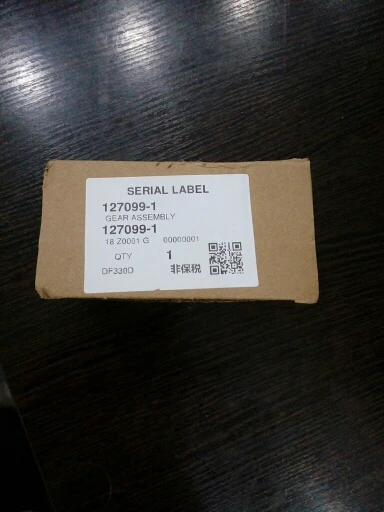 SERIAL LABEL
127099-1
GEAR ASSEMBLY
127099-1
18 Z0001 G 00000001
QTY 1
DF330D 非保税